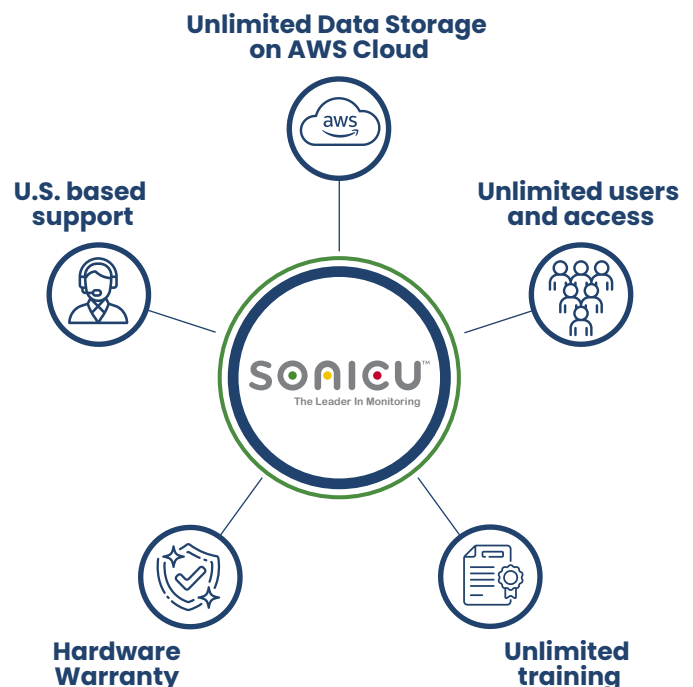 Unlimited Data Storage
on AWS Cloud
aws
U.S. based
support
Unlimited users
and access
SONICU™
The Leader In Monitoring
Hardware
Warranty
Unlimited
training